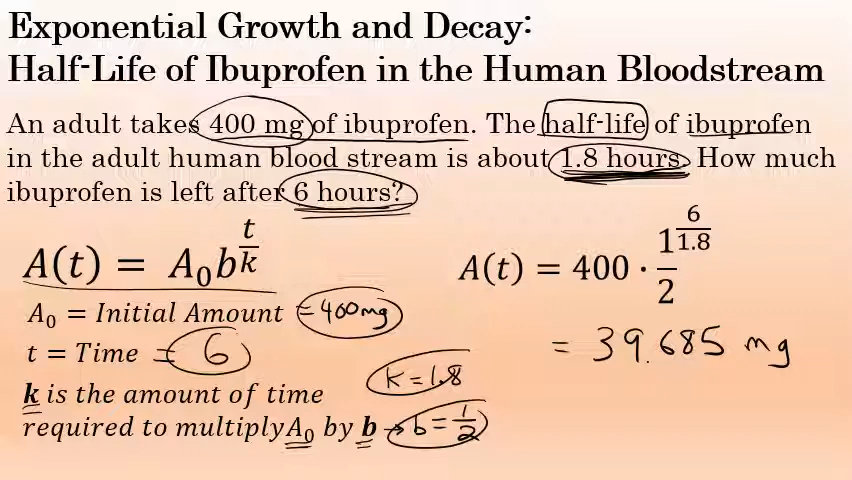 Exponential Growth and Decay:
Half-Life of Ibuprofen in the Human Bloodstream
An adult takes 400 mg of ibuprofen. The half-life of ibuprofen
in the adult human blood stream is about 1.8 hours. How much
ibuprofen is left after 6 hours?
A(t) = A₀b^(t/k)
A₀ = Initial Amount = 400mg
t = Time = 6
k is the amount of time
k = 1.8
required to multiply A₀ by b → b = 1/2
A(t) = 400 · 1/2^(6/1.8)
= 39.685 mg